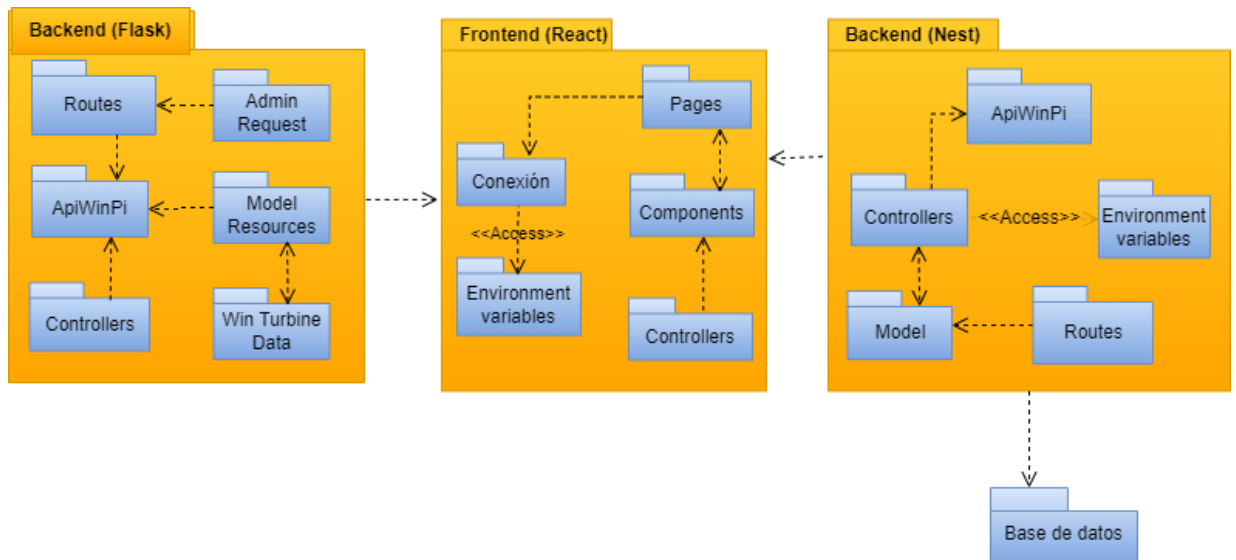 Backend (Flask)
Routes
Admin
Request
ApiWinPi
Model
Resources
Controllers
Win Turbine
Data
Frontend (React)
Pages
Conexión
Components
<<Access>>
Environment
variables
Controllers
Backend (Nest)
ApiWinPi
Controllers
<<Access>>
Environment
variables
Model
Routes
Base de datos